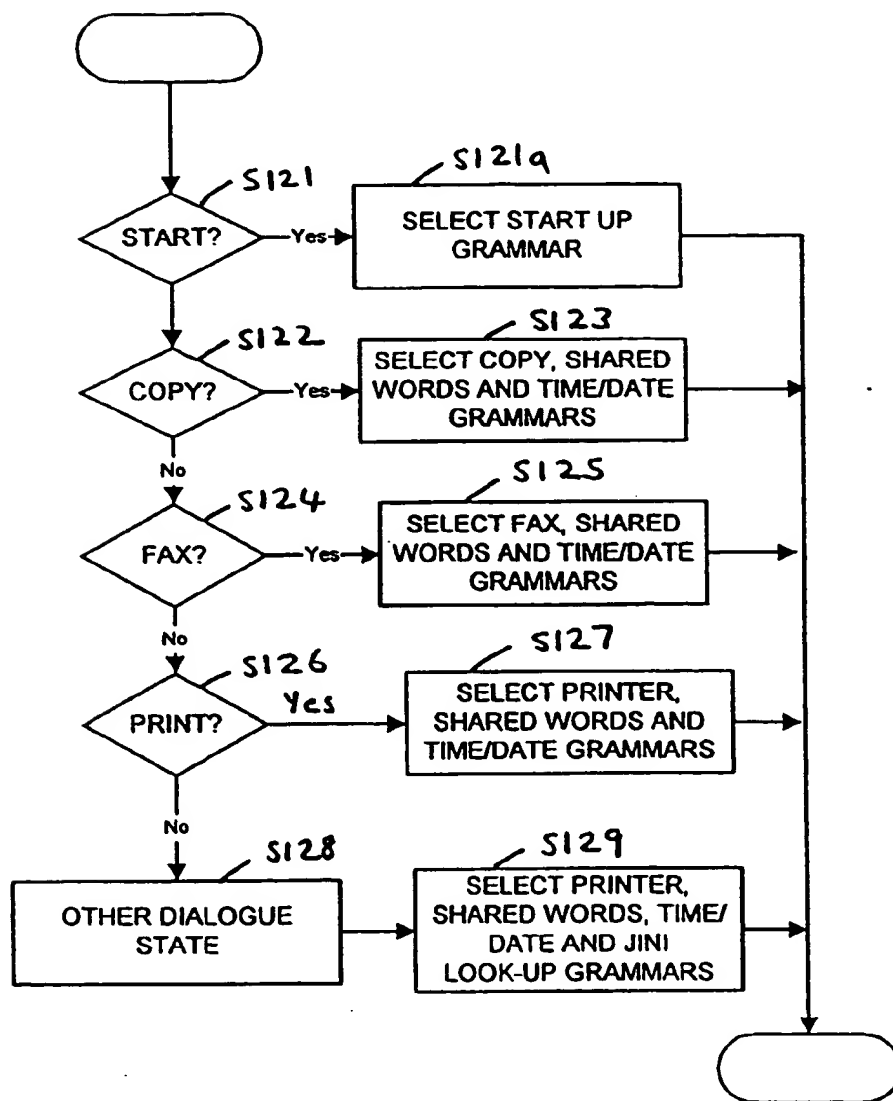 S121
S121a
START?
Yes
SELECT START UP
GRAMMAR
S122
S123
COPY?
Yes
SELECT COPY, SHARED
WORDS AND TIME/DATE
GRAMMARS
No
S124
S125
FAX?
Yes
SELECT FAX, SHARED
WORDS AND TIME/DATE
GRAMMARS
No
S126
S127
PRINT?
Yes
SELECT PRINTER,
SHARED WORDS AND
TIME/DATE GRAMMARS
No
S128
S129
OTHER DIALOGUE
STATE
SELECT PRINTER,
SHARED WORDS, TIME/
DATE AND JINI
LOOK-UP GRAMMARS